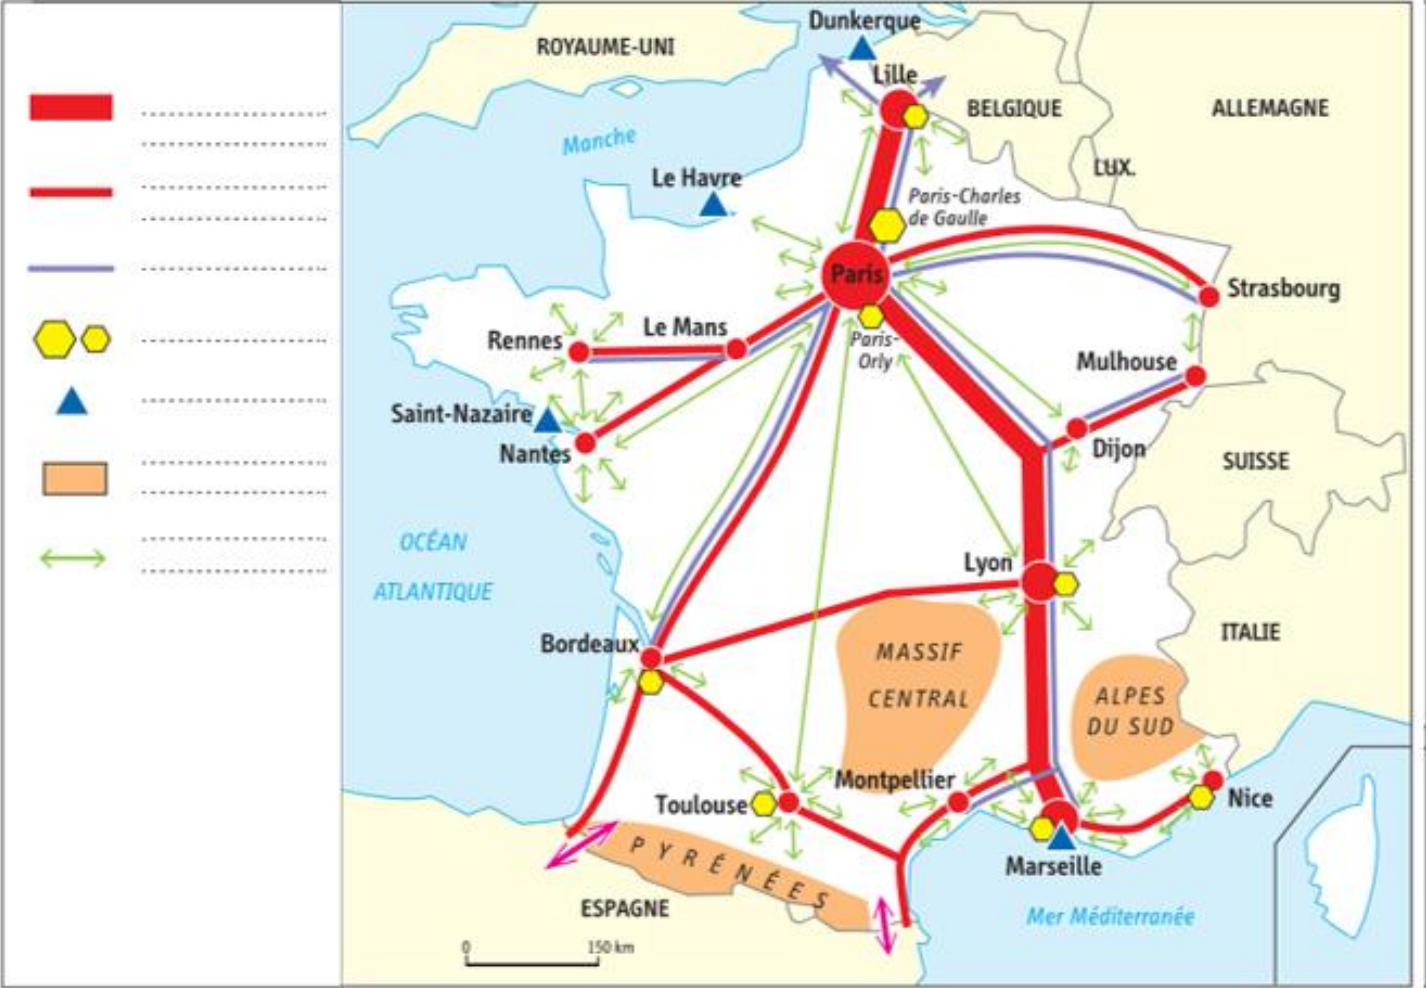 Dunkerque
ROYAUME-UNI
Lille
BELGIQUE
ALLEMAGNE
Manche
LUX.
Le Havre
Paris-Charles
de Gaulle
Paris
Strasbourg
Le Mans
Rennes
Paris-
Orly
Mulhouse
Saint-Nazaire
Nantes
Dijon
SUISSE
OCÉAN
ATLANTIQUE
Lyon
ITALIE
Bordeaux
MASSIF
CENTRAL
ALPES
DU SUD
Montpellier
Toulouse
Nice
PYRÉNÉES
Marseille
ESPAGNE
Mer Méditerranée
0 150 km